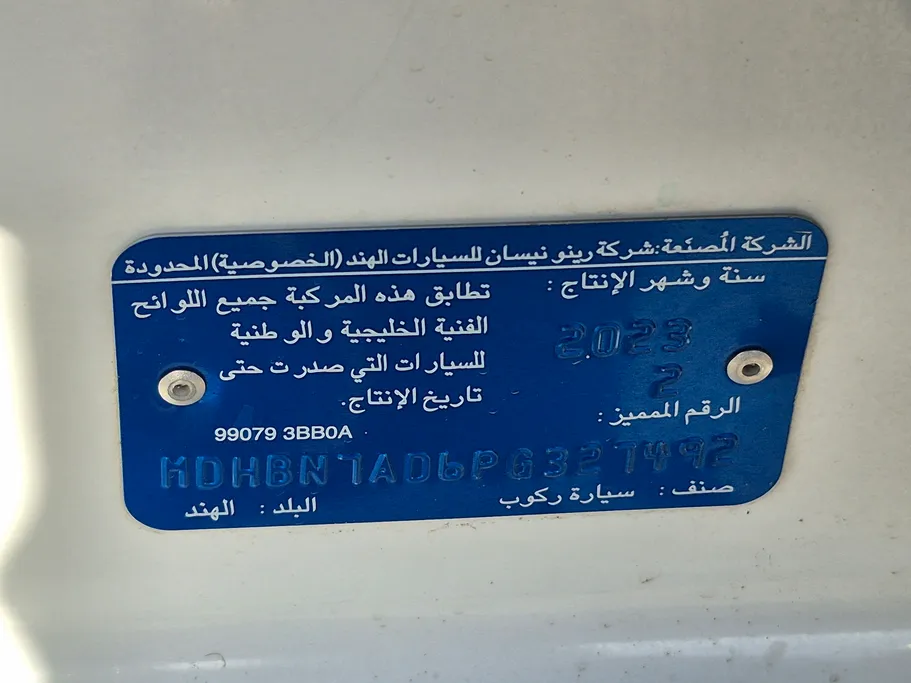 الشركة المُصنعة:شركة رينو نيسان للسيارات الهند (الخصوصية) المحدودة
سنة وشهر الإنتاج :
2023
2
الرقم المميز :
تطابق هذه المركبة جميع اللوائح
الفنية الخليجية والوطنية
للسيارات التي صدرت حتى
تاريخ الإنتاج.
99079 3BB0A
MDHBN7AD6PG327492
صنف : سيارة ركوب
البلد : الهند